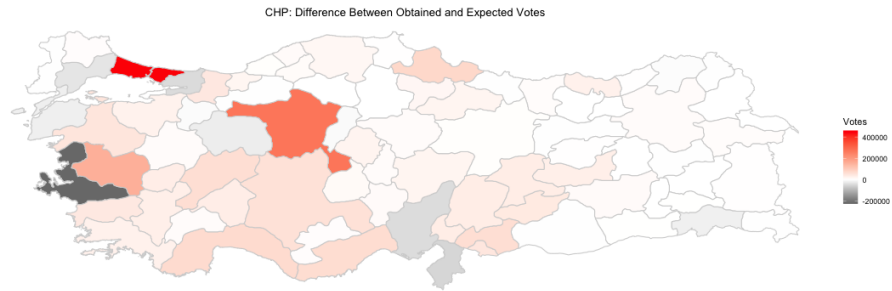 CHP: Difference Between Obtained and Expected Votes
Votes
400000
200000
0
-200000